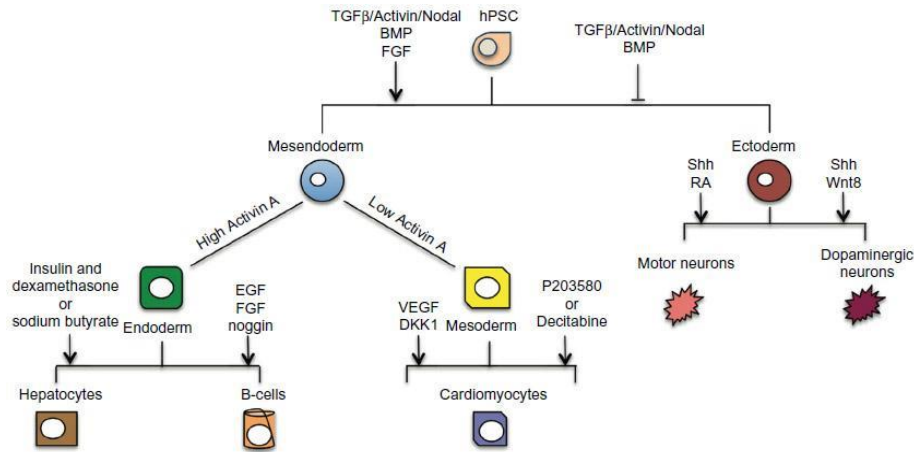 TGFβ/Activin/Nodal
BMP
FGF
hPSC
TGFβ/Activin/Nodal
BMP
Mesendoderm
Ectoderm
Shh
RA
Shh
Wnt8
High Activin A
Low Activin A
Motor neurons
Dopaminergic
neurons
Insulin and
dexamethasone
or
sodium butyrate
Endoderm
EGF
FGF
noggin
VEGF
DKK1
Mesoderm
P203580
or
Decitabine
Hepatocytes
B-cells
Cardiomyocytes